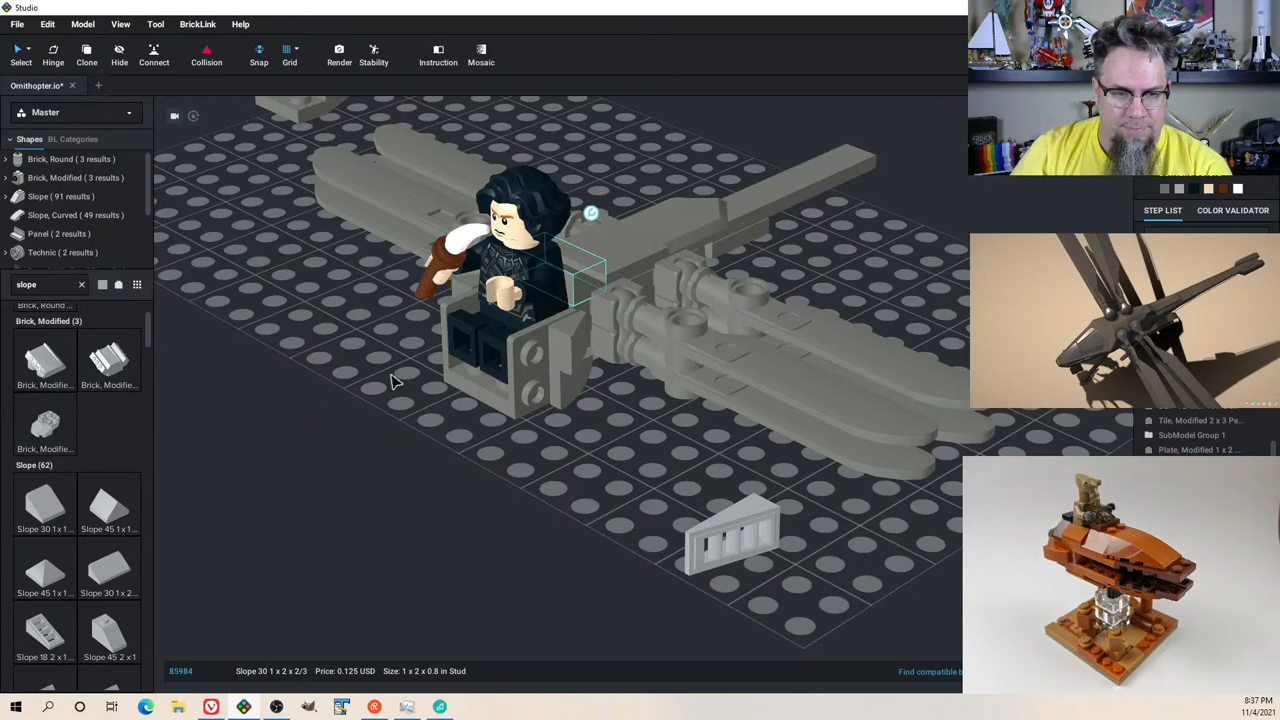 Studio
File Edit Model View Tool BrickLink Help
Select Hinge Clone Hide Connect Collision Snap Grid Render Stability Instruction Mosaic
Ornithopter.io*
Master
Shapes BL Categories
Brick, Round ( 3 results )
Brick, Modified ( 3 results )
Slope ( 91 results )
Slope, Curved ( 49 results )
Panel ( 2 results )
Technic ( 2 results )
slope
Brick, Round ...
Brick, Modified (3)
Brick, Modifie... Brick, Modifie...
Brick, Modifie...
Slope (62)
Slope 30 1 x 1... Slope 45 1 x 1...
Slope 45 1 x 1... Slope 30 1 x 2...
Slope 18 2 x 1... Slope 45 2 x 1
STEP LIST COLOR VALIDATOR
Tile, Modified 2 x 3 Pe...
SubModel Group 1
Plate, Modified 1 x 2 ...
85984 Slope 30 1 x 2 x 2/3 Price: 0.125 USD Size: 1 x 2 x 0.8 in Stud
Find compatible b
8:37 PM
11/4/2021